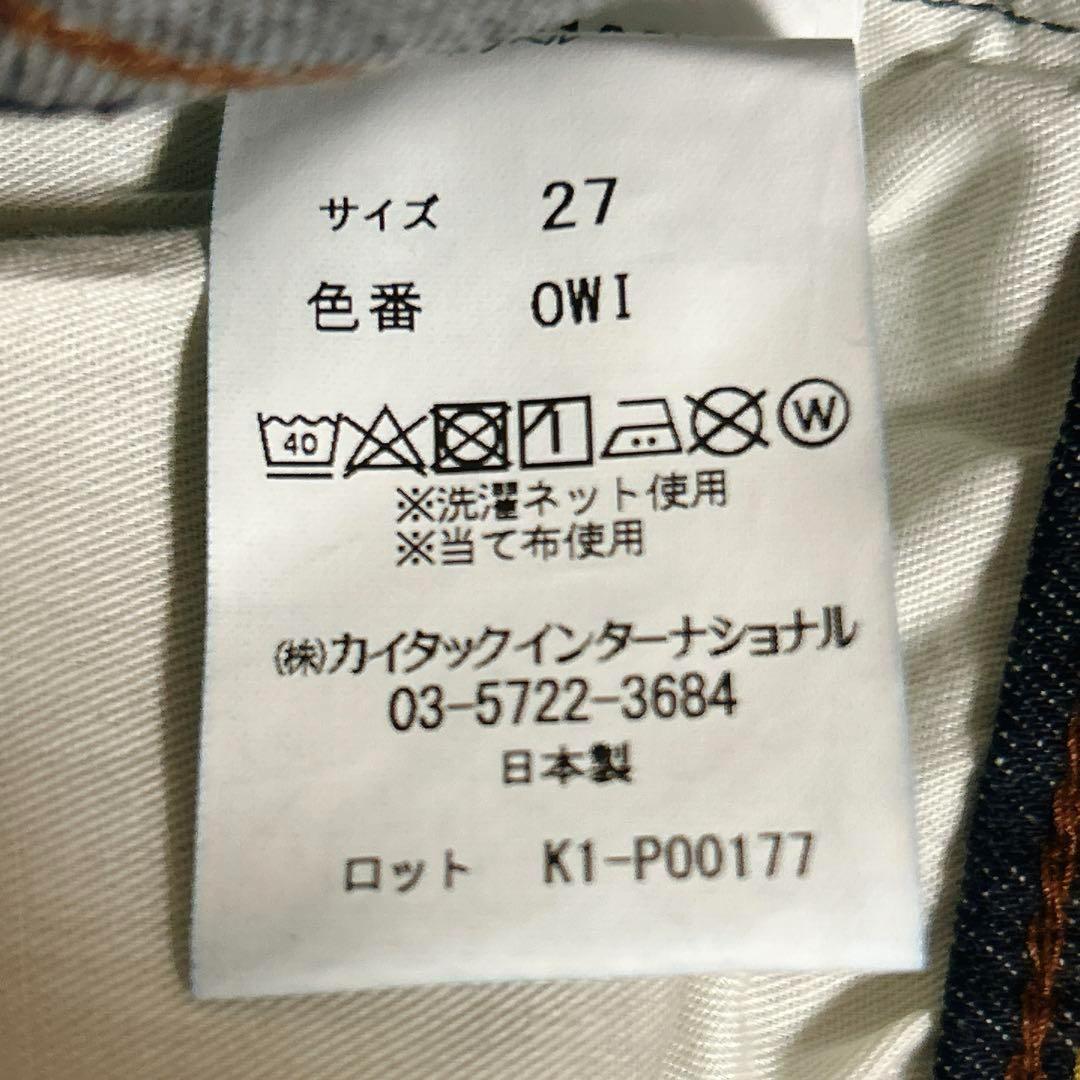 サイズ 27
色番 OWI
40 W
※洗濯ネット使用
※当て布使用
(株)カイタックインターナショナル
03-5722-3684
日本製
ロット K1-P00177